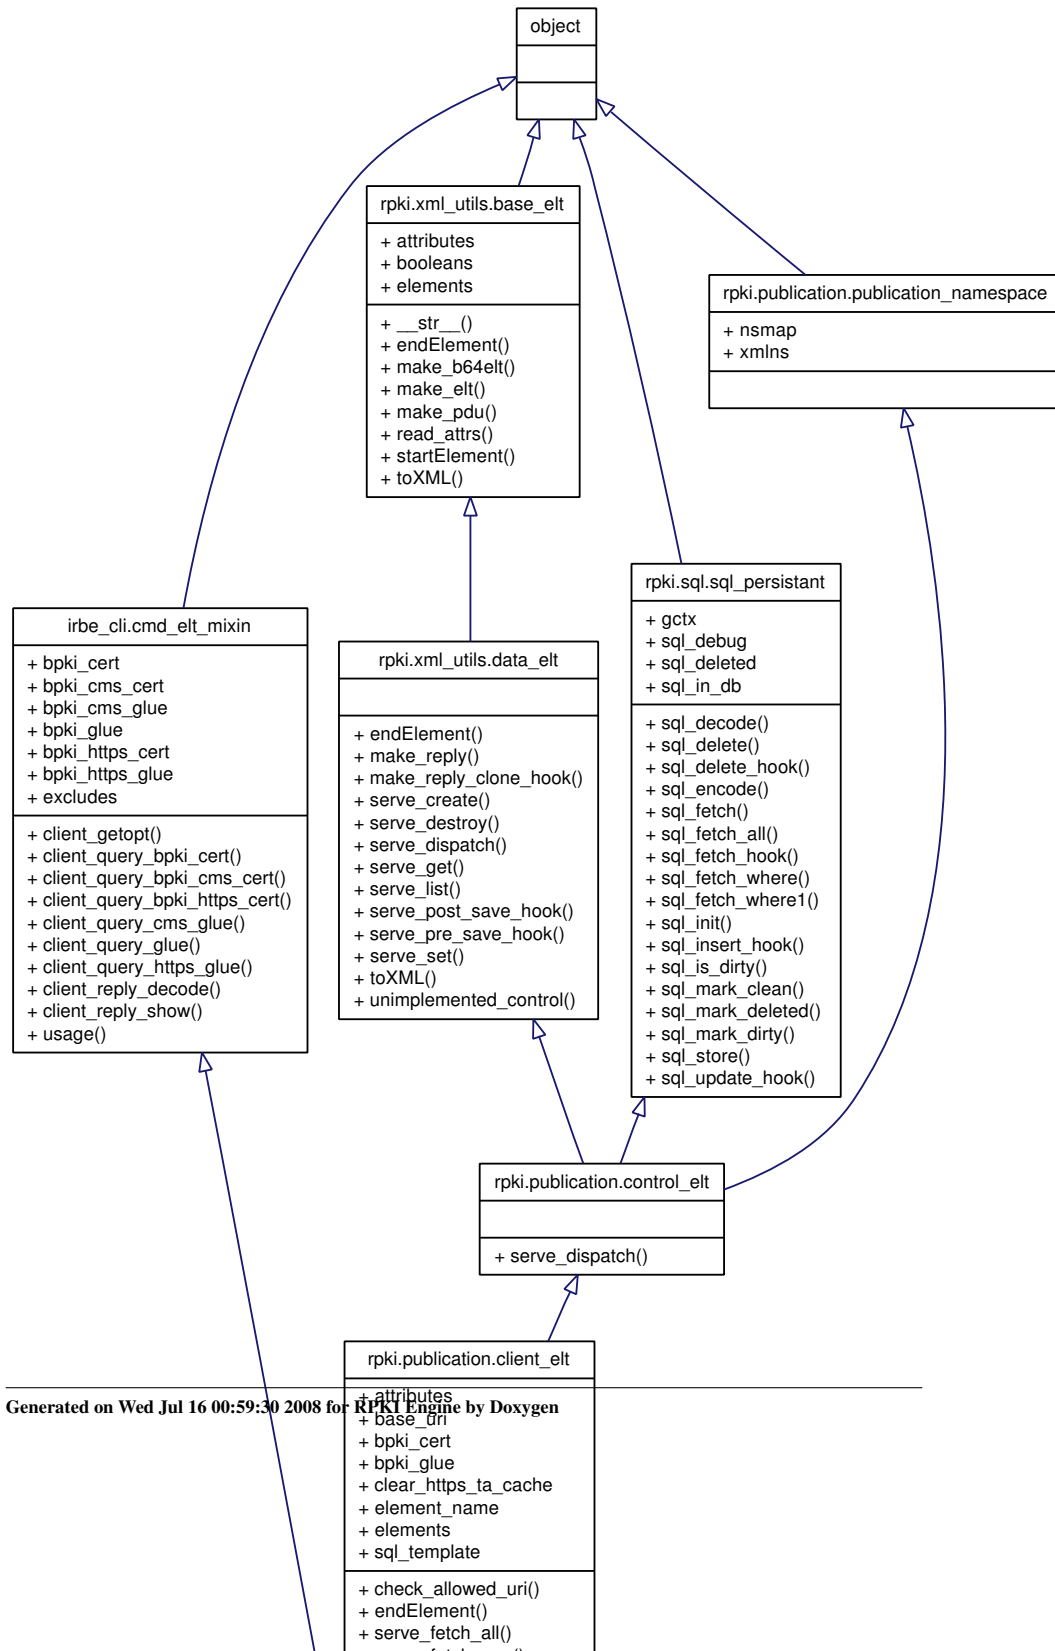 object
rpki.xml_utils.base_elt
+ attributes
+ booleans
+ elements
+ __str__()
+ endElement()
+ make_b64elt()
+ make_elt()
+ make_pdu()
+ read_attrs()
+ startElement()
+ toXML()
rpki.publication.publication_namespace
+ nsmap
+ xmlns
rpki.sql.sql_persistant
+ gctx
+ sql_debug
+ sql_deleted
+ sql_in_db
+ sql_decode()
+ sql_delete()
+ sql_delete_hook()
+ sql_encode()
+ sql_fetch()
+ sql_fetch_all()
+ sql_fetch_hook()
+ sql_fetch_where()
+ sql_fetch_where1()
+ sql_init()
+ sql_insert_hook()
+ sql_is_dirty()
+ sql_mark_clean()
+ sql_mark_deleted()
+ sql_mark_dirty()
+ sql_store()
+ sql_update_hook()
irbe_cli.cmd_elt_mixin
+ bpki_cert
+ bpki_cms_cert
+ bpki_cms_glue
+ bpki_glue
+ bpki_https_cert
+ bpki_https_glue
+ excludes
+ client_getopt()
+ client_query_bpki_cert()
+ client_query_bpki_cms_cert()
+ client_query_bpki_https_cert()
+ client_query_cms_glue()
+ client_query_glue()
+ client_query_https_glue()
+ client_reply_decode()
+ client_reply_show()
+ usage()
rpki.xml_utils.data_elt
+ endElement()
+ make_reply()
+ make_reply_clone_hook()
+ serve_create()
+ serve_destroy()
+ serve_dispatch()
+ serve_get()
+ serve_list()
+ serve_post_save_hook()
+ serve_pre_save_hook()
+ serve_set()
+ toXML()
+ unimplemented_control()
rpki.publication.control_elt
+ serve_dispatch()
rpki.publication.client_elt
+ attributes
+ base_uri
+ bpki_cert
+ bpki_glue
+ clear_https_ta_cache
+ element_name
+ elements
+ sql_template
+ check_allowed_uri()
+ endElement()
+ serve_fetch_all()
Generated on Wed Jul 16 00:59:30 2008 for RPKI Engine by Doxygen